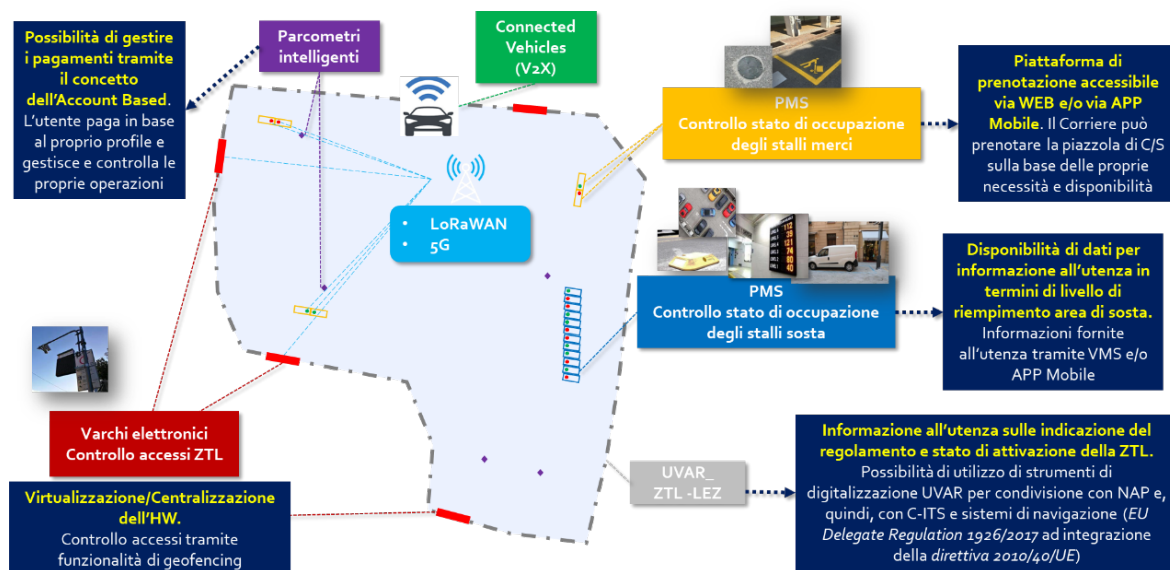 Possibilità di gestire
i pagamenti tramite
il concetto
dell'Account Based.
L'utente paga in base
al proprio profile e
gestisce e controlla le
proprie operazioni
Parcometri
intelligenti
Connected
Vehicles
(V2X)
PMS
Controllo stato di occupazione
degli stalli merci
Piattaforma di
prenotazione accessibile
via WEB e/o via APP
Mobile. Il Corriere può
prenotare la piazzola di C/S
sulla base delle proprie
necessità e disponibilità
• LoRaWAN
• 5G
112
38
121
74
80
40
PMS
Controllo stato di occupazione
degli stalli sosta
Disponibilità di dati per
informazione all'utenza in
termini di livello di
riempimento area di sosta.
Informazioni fornite
all'utenza tramite VMS e/o
APP Mobile
Varchi elettronici
Controllo accessi ZTL
Virtualizzazione/Centralizzazione
dell'HW.
Controllo accessi tramite
funzionalità di geofencing
UVAR_
ZTL -LEZ
Informazione all'utenza sulle indicazione del
regolamento e stato di attivazione della ZTL.
Possibilità di utilizzo di strumenti di
digitalizzazione UVAR per condivisione con NAP e,
quindi, con C-ITS e sistemi di navigazione (EU
Delegate Regulation 1926/2017 ad integrazione
della direttiva 2010/40/UE)